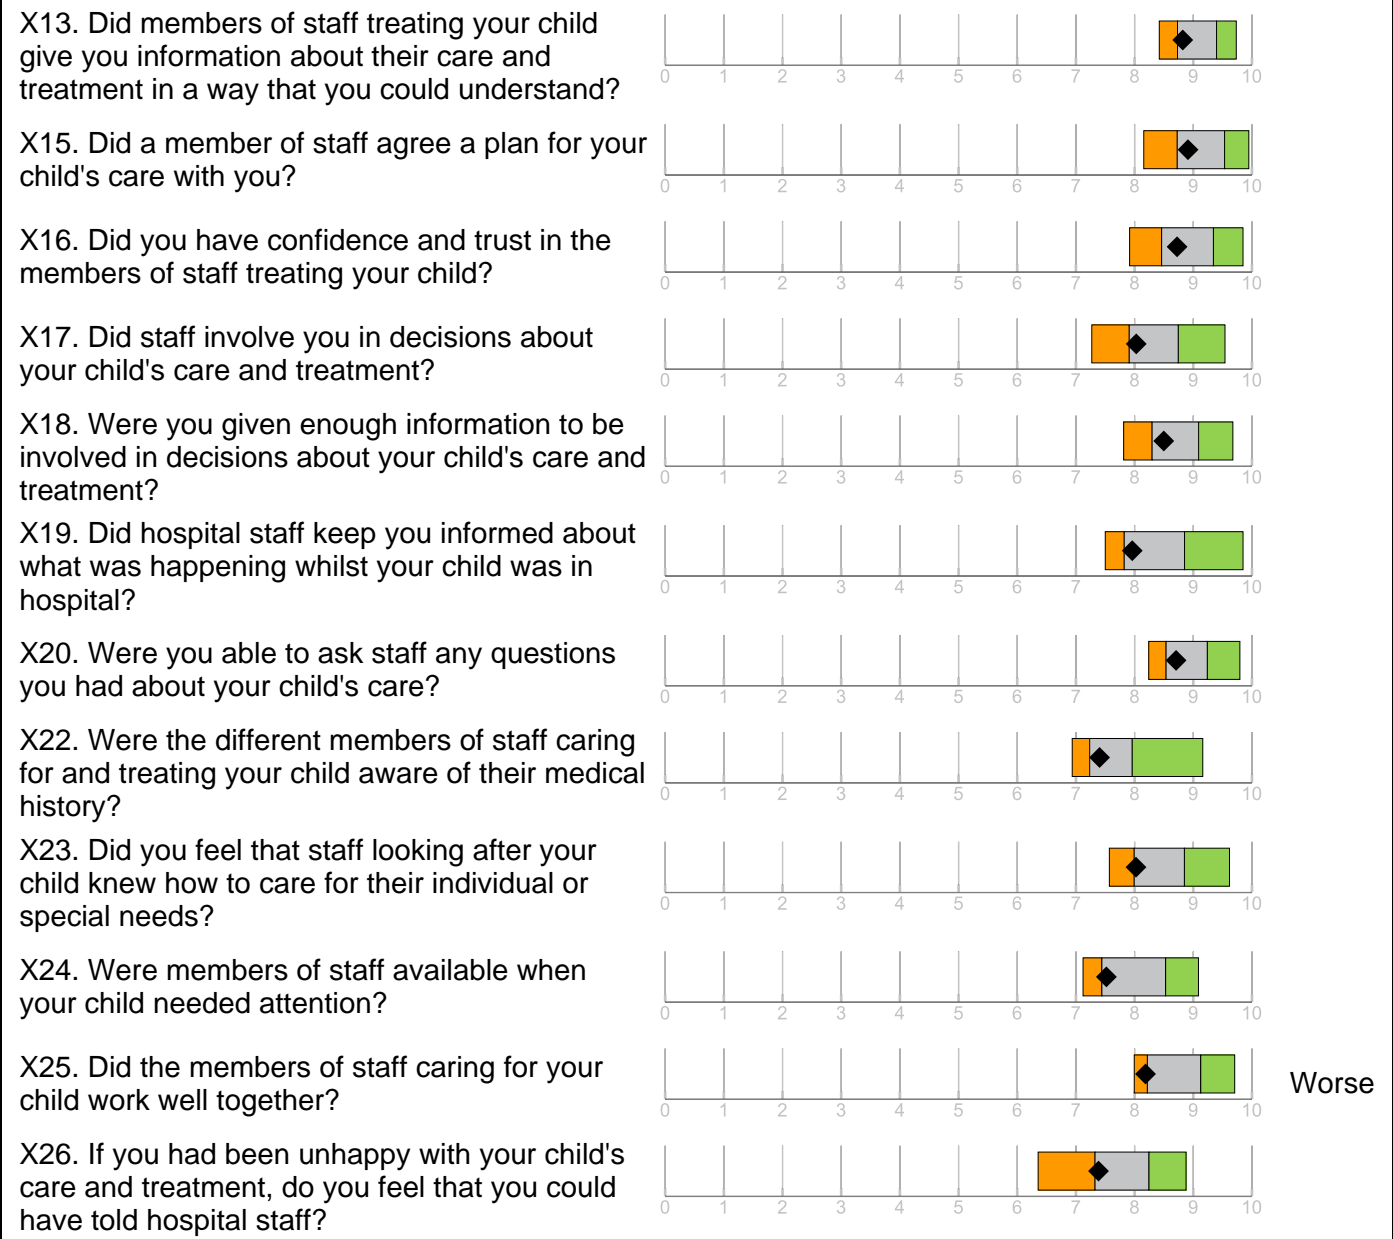 X13. Did members of staff treating your child
give you information about their care and
treatment in a way that you could understand?
0 1 2 3 4 5 6 7 8 9 10
X15. Did a member of staff agree a plan for your
child's care with you?
0 1 2 3 4 5 6 7 8 9 10
X16. Did you have confidence and trust in the
members of staff treating your child?
0 1 2 3 4 5 6 7 8 9 10
X17. Did staff involve you in decisions about
your child's care and treatment?
0 1 2 3 4 5 6 7 8 9 10
X18. Were you given enough information to be
involved in decisions about your child's care and
treatment?
0 1 2 3 4 5 6 7 8 9 10
X19. Did hospital staff keep you informed about
what was happening whilst your child was in
hospital?
0 1 2 3 4 5 6 7 8 9 10
X20. Were you able to ask staff any questions
you had about your child's care?
0 1 2 3 4 5 6 7 8 9 10
X22. Were the different members of staff caring
for and treating your child aware of their medical
history?
0 1 2 3 4 5 6 7 8 9 10
X23. Did you feel that staff looking after your
child knew how to care for their individual or
special needs?
0 1 2 3 4 5 6 7 8 9 10
X24. Were members of staff available when
your child needed attention?
0 1 2 3 4 5 6 7 8 9 10
X25. Did the members of staff caring for your
child work well together?
0 1 2 3 4 5 6 7 8 9 10
Worse
X26. If you had been unhappy with your child's
care and treatment, do you feel that you could
have told hospital staff?
0 1 2 3 4 5 6 7 8 9 10